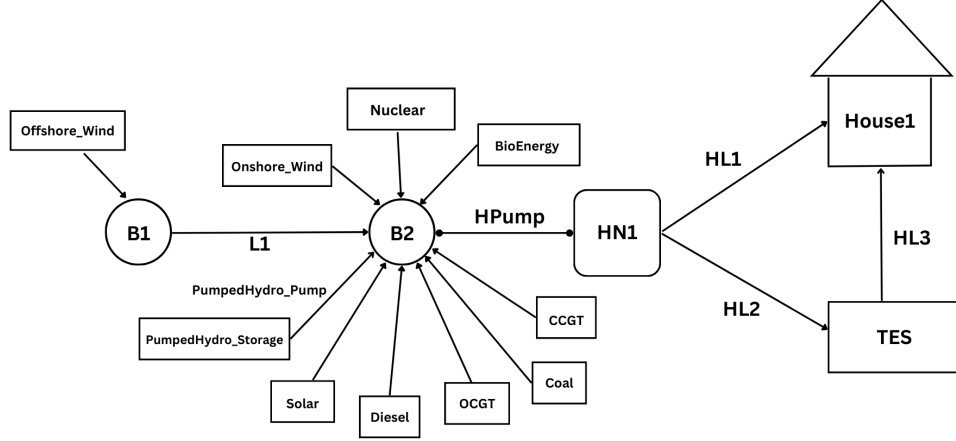 Nuclear
Offshore_Wind
BioEnergy
Onshore_Wind
House1
HL1
HPump
B1
B2
HN1
L1
HL3
PumpedHydro_Pump
HL2
CCGT
PumpedHydro_Storage
TES
Coal
Solar
OCGT
Diesel